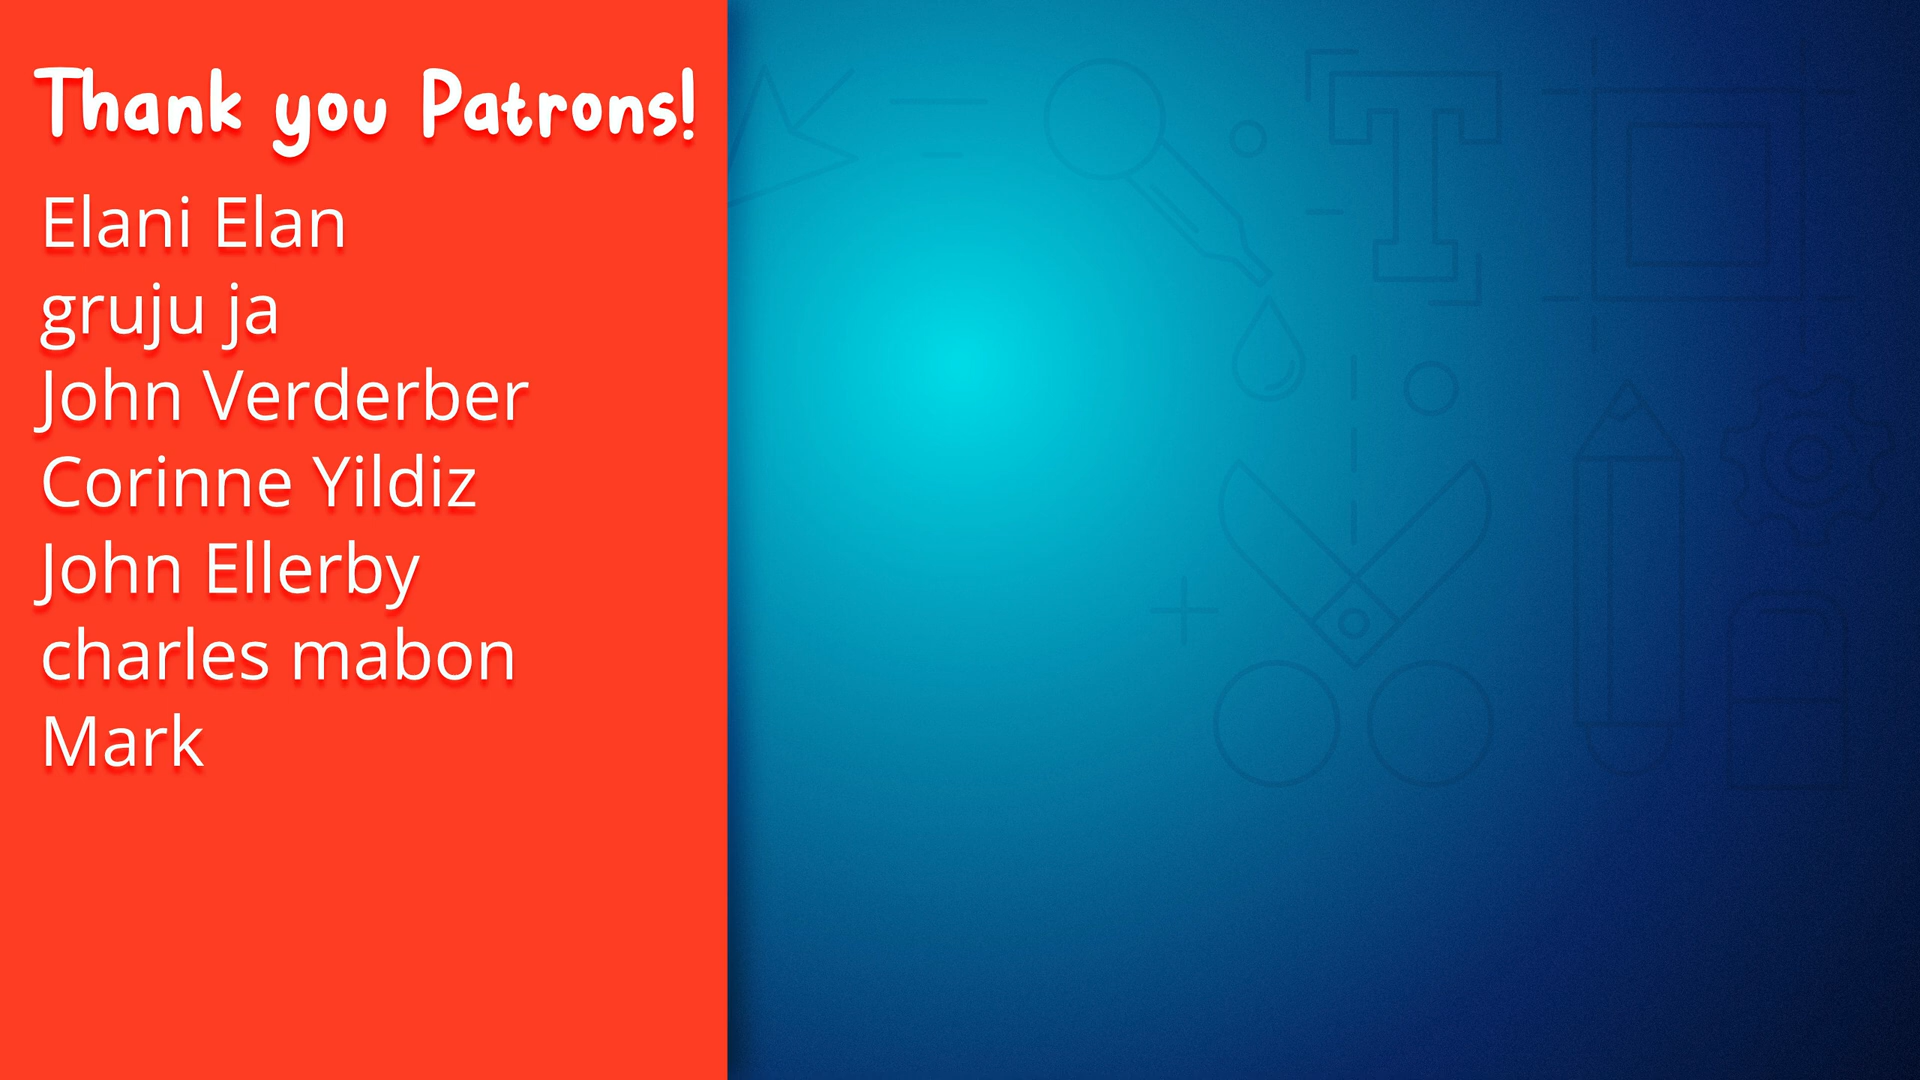 Thank you Patrons!
Elani Elan
gruju ja
John Verderber
Corinne Yildiz
John Ellerby
charles mabon
Mark